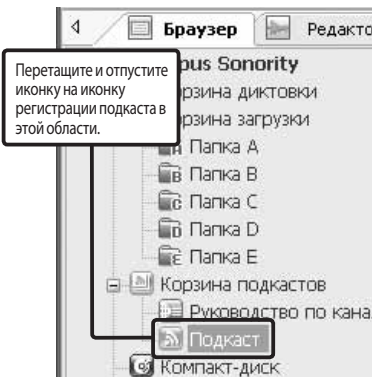 Браузер Редакто
Перетащите и отпустите
иконку на иконку
регистрации подкаста в
этой области.
pus Sonority
орзина диктовки
рзина загрузки
Папка A
Папка B
Папка C
Папка D
Папка E
Корзина подкастов
Руководство по кана
Подкаст
Компакт-диск